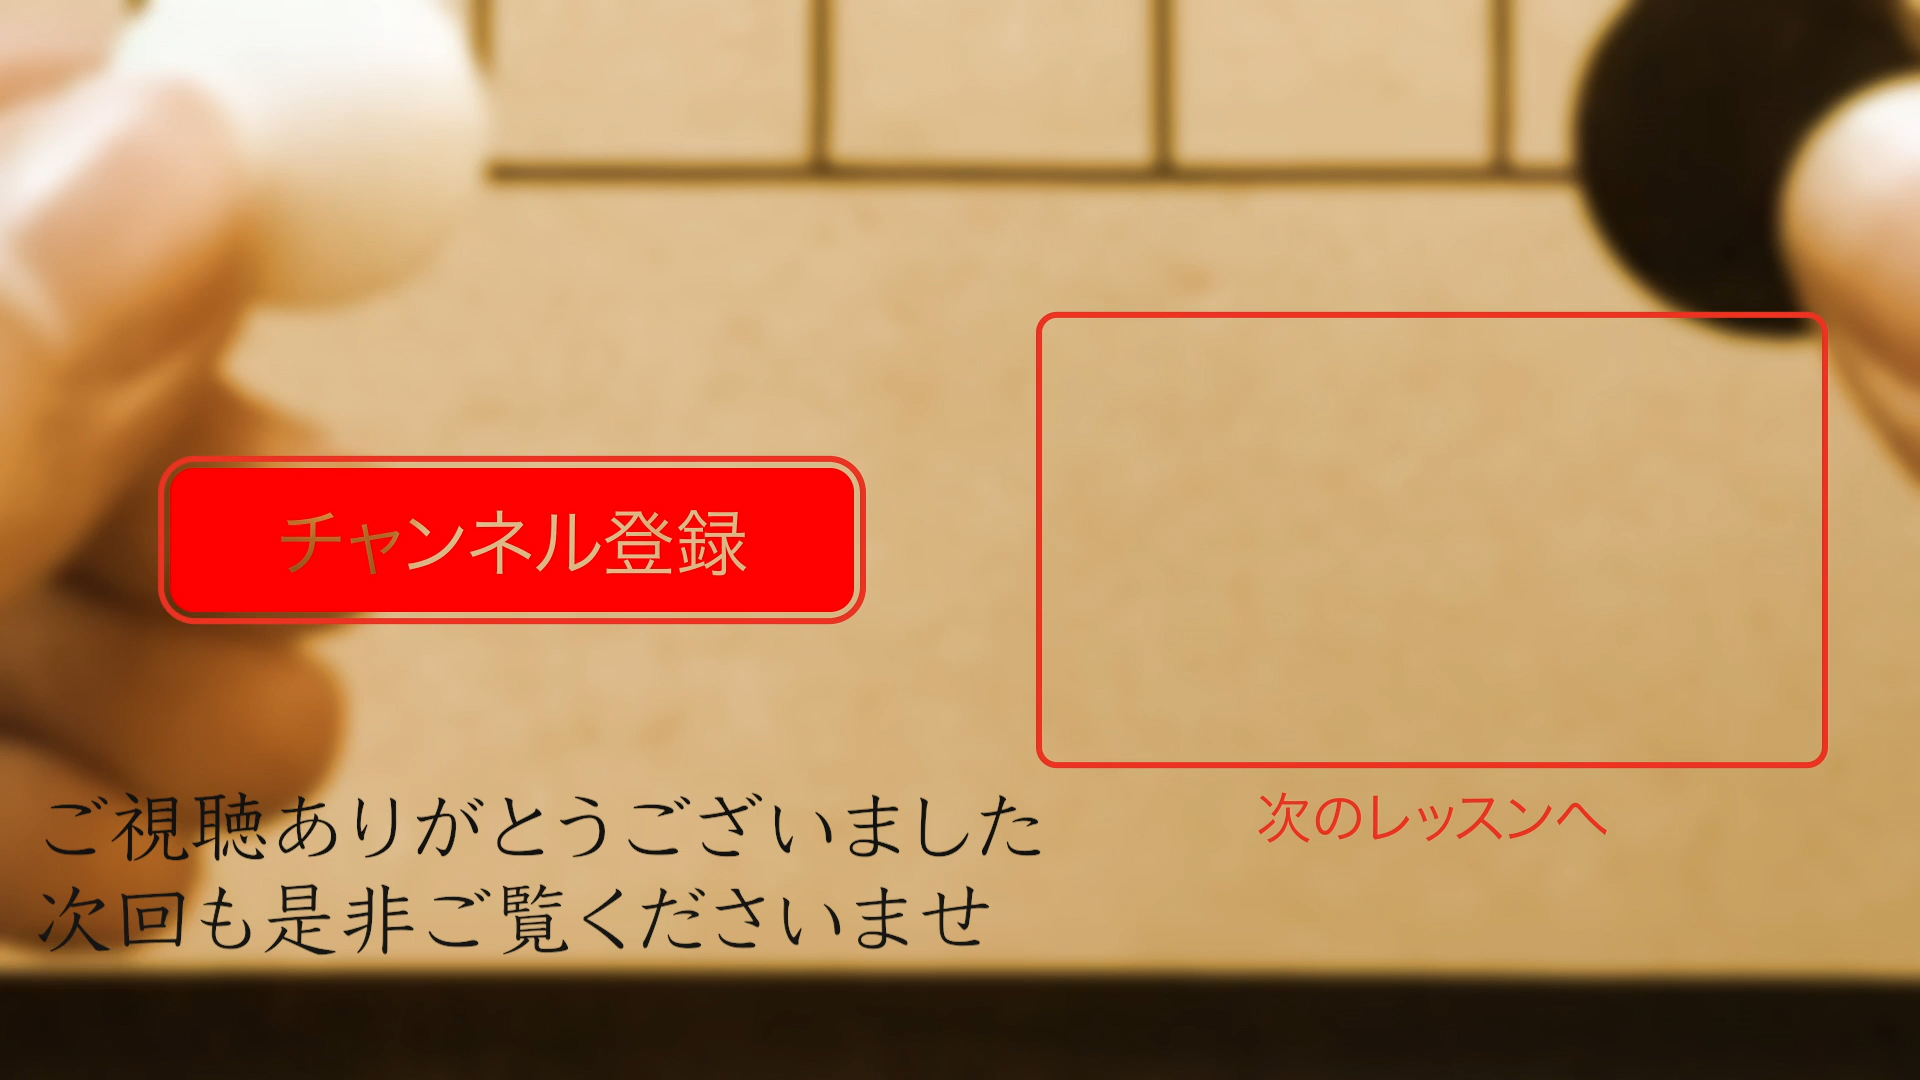 チャンネル登録
次のレッスンへ
ご視聴ありがとうございました
次回も是非ご覧くださいませ